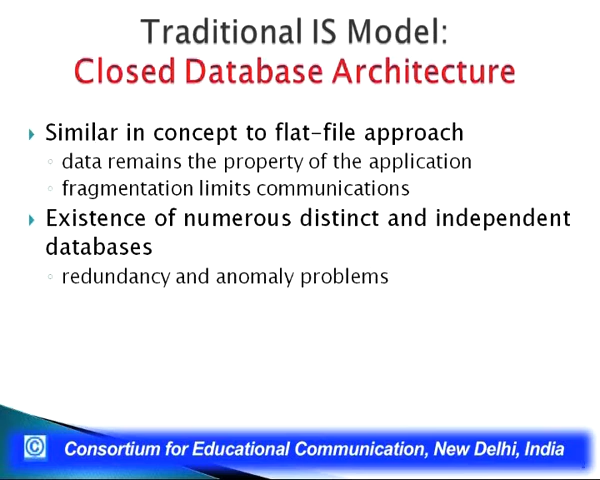 Traditional IS Model:
Closed Database Architecture
Similar in concept to flat-file approach
data remains the property of the application
fragmentation limits communications
Existence of numerous distinct and independent
databases
redundancy and anomaly problems
© Consortium for Educational Communication, New Delhi, India